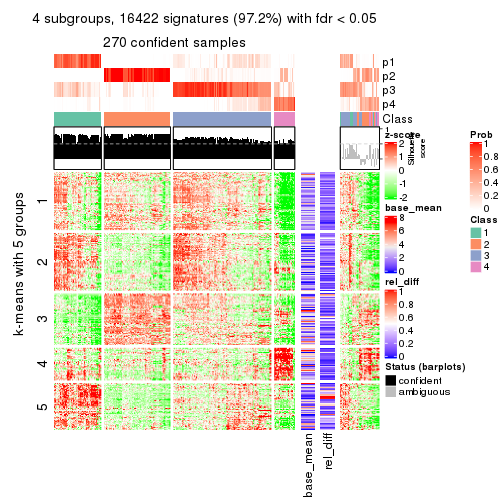 4 subgroups, 16422 signatures (97.2%) with fdr < 0.05
270 confident samples
p1
p2
p3
p4
Class
1
Silhouette
score
z-score
2
1
0
-1
-2
base_mean
8
6
4
2
0
rel_diff
1
0.8
0.6
0.4
0.2
0
Status (barplots)
confident
ambiguous
Prob
1
0.8
0.6
0.4
0.2
0
Class
1
2
3
4
k-means with 5 groups
1
2
3
4
5
base_mean
rel_diff